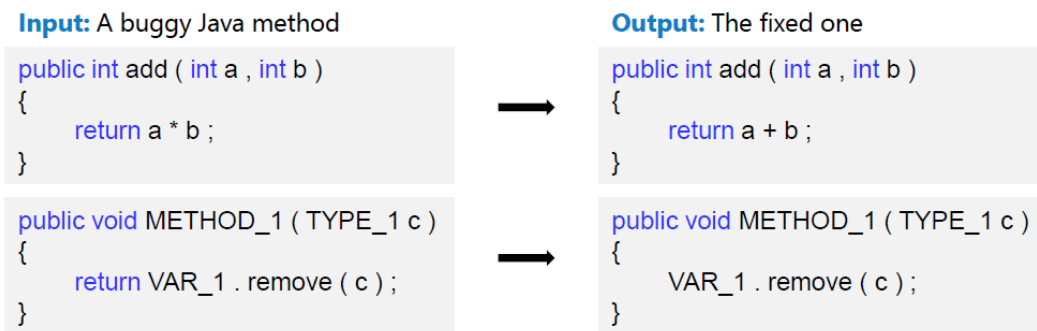 Input: A buggy Java method
public int add ( int a , int b )
{
return a * b ;
}
public void METHOD_1 ( TYPE_1 c )
{
return VAR_1 . remove ( c ) ;
}
Output: The fixed one
public int add ( int a , int b )
{
return a + b ;
}
public void METHOD_1 ( TYPE_1 c )
{
VAR_1 . remove ( c ) ;
}